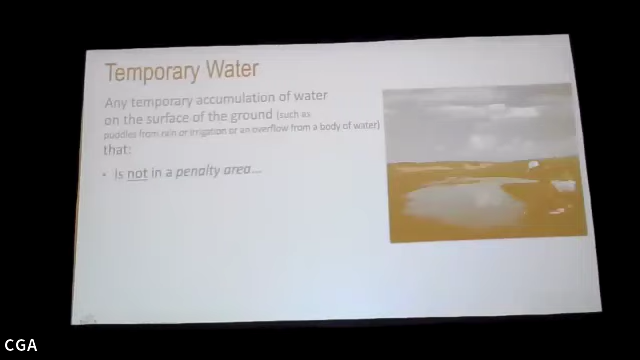 Temporary Water
Any temporary accumulation of water
on the surface of the ground (such as
puddles from rain or irrigation or an overflow from a body of water)
that:
• Is not in a penalty area...
CGA